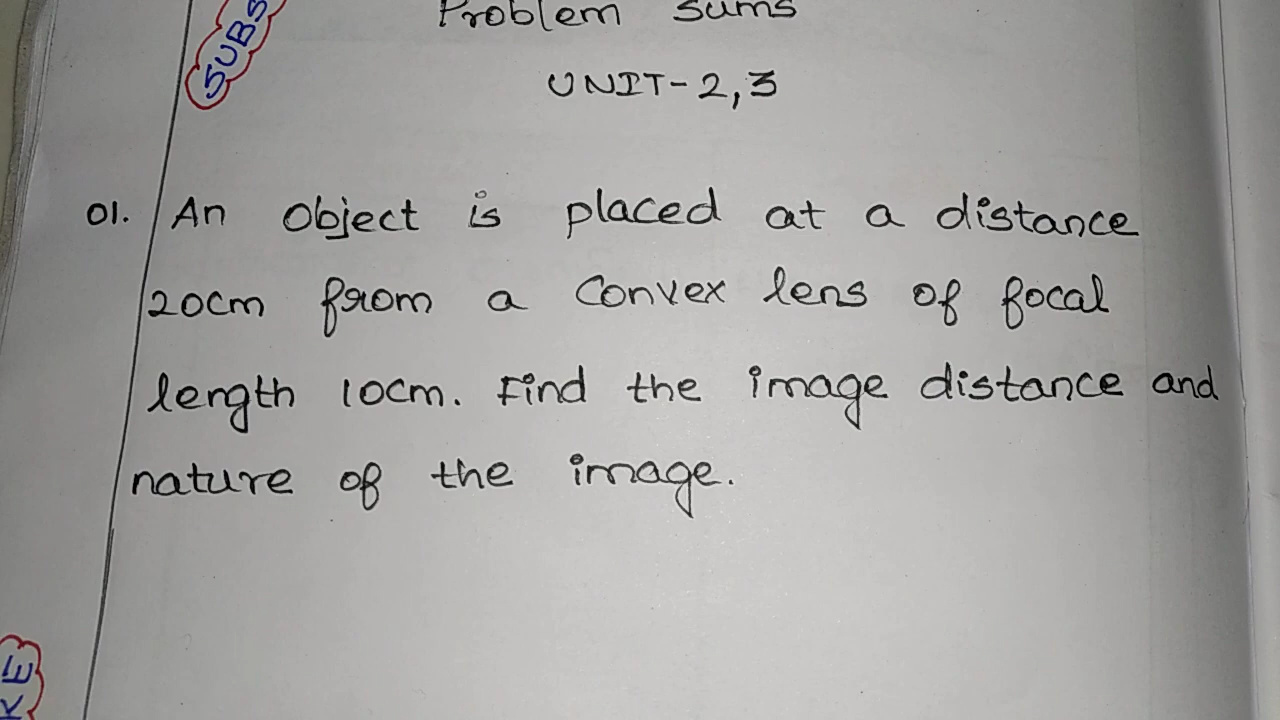 SUBS
Problem sums
UNIT-2,3
01. An object is placed at a distance
20cm from a convex lens of focal
length 10cm. Find the image distance and
nature of the image.
KE